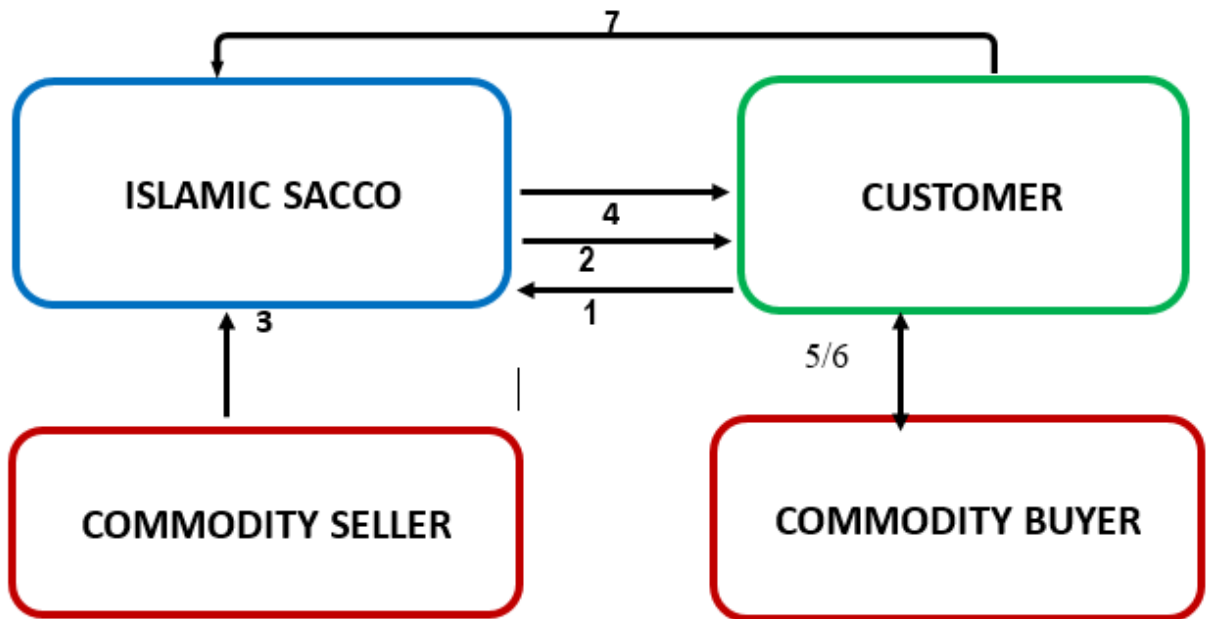 7
ISLAMIC SACCO
CUSTOMER
4
2
1
3
5/6
COMMODITY SELLER
COMMODITY BUYER